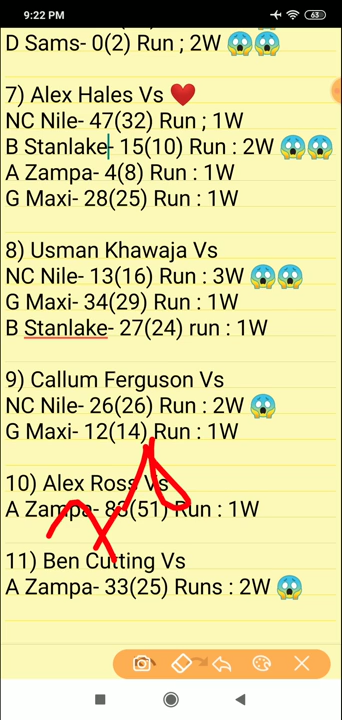 9:22 PM 63
D Sams- 0(2) Run ; 2W 😱😱
7) Alex Hales Vs ❤️
NC Nile- 47(32) Run ; 1W
B Stanlake- 15(10) Run : 2W 😱😱
A Zampa- 4(8) Run : 1W
G Maxi- 28(25) Run : 1W
8) Usman Khawaja Vs
NC Nile- 13(16) Run : 3W 😱😱
G Maxi- 34(29) Run : 1W
B Stanlake- 27(24) run : 1W
9) Callum Ferguson Vs
NC Nile- 26(26) Run : 2W 😱
G Maxi- 12(14) Run : 1W
10) Alex Ross Vs
A Zampa- 83(51) Run : 1W
11) Ben Cutting Vs
A Zampa- 33(25) Runs : 2W 😱